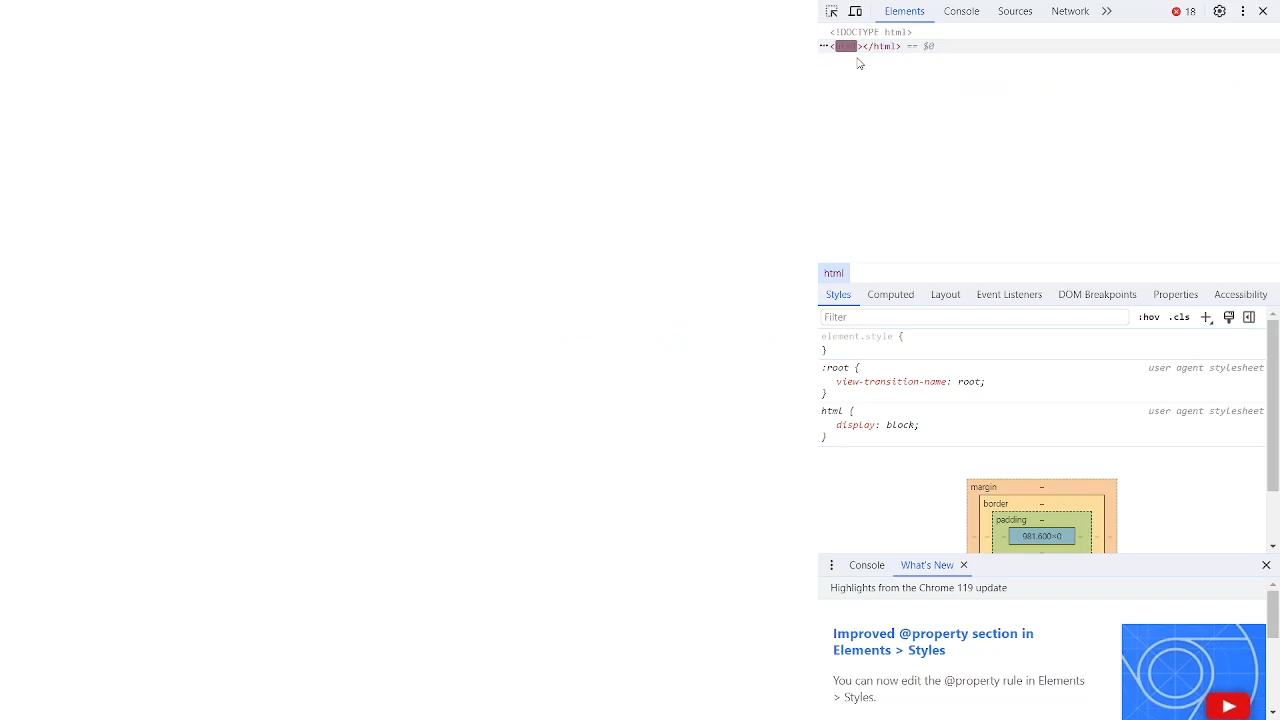 Elements Console Sources Network 18
<!DOCTYPE html>
<html></html> == $0
html
Styles Computed Layout Event Listeners DOM Breakpoints Properties Accessibility
Filter :hov .cls
element.style {
}
:root { user agent stylesheet
view-transition-name: root;
}
html { user agent stylesheet
display: block;
}
margin –
border –
padding –
981.600×0
Console What's New
Highlights from the Chrome 119 update
Improved @property section in
Elements > Styles
You can now edit the @property rule in Elements
> Styles.